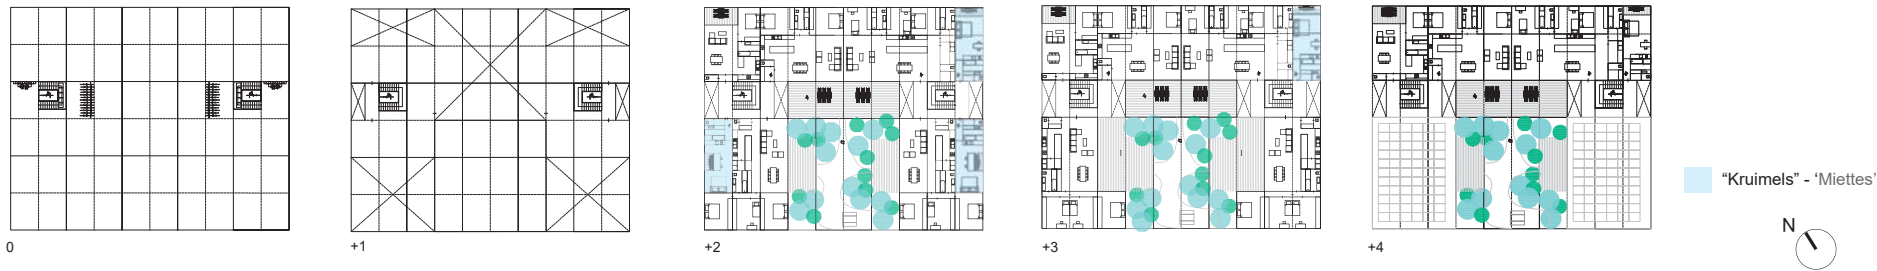 0
+1
+2
+3
+4
“Kruimels” - ‘Miettes’
N